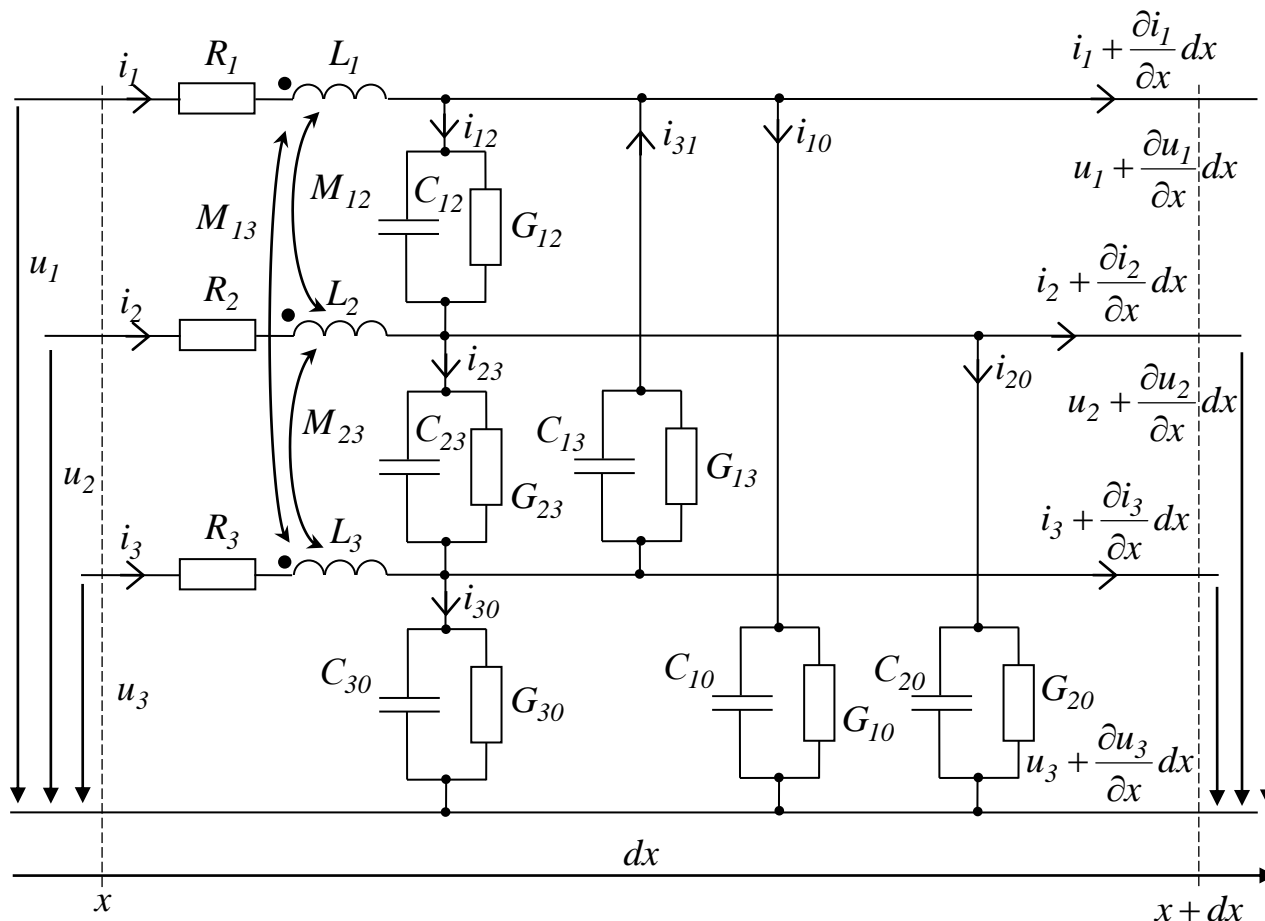 i₁ R₁ L₁ i₁ + ∂i₁/∂x dx
i₁₂ i₃₁ i₁₀
M₁₂ C₁₂ G₁₂ u₁ + ∂u₁/∂x dx
M₁₃
u₁
i₂ R₂ L₂ i₂ + ∂i₂/∂x dx
i₂₃ i₂₀
M₂₃ C₂₃ G₂₃ C₁₃ G₁₃ u₂ + ∂u₂/∂x dx
u₂
i₃ R₃ L₃ i₃ + ∂i₃/∂x dx
i₃₀
u₃ C₃₀ G₃₀ C₁₀ G₁₀ C₂₀ G₂₀
u₃ + ∂u₃/∂x dx
dx
x x + dx